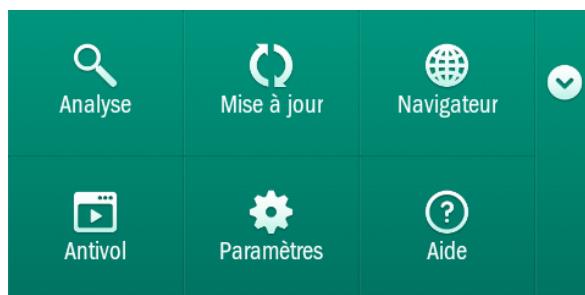 Analyse
Mise à jour
Navigateur
Antivol
Paramètres
Aide